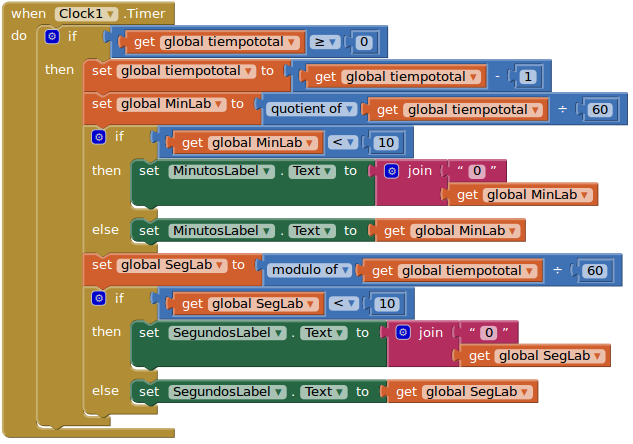 when Clock1 .Timer
do if get global tiempototal ≥ 0
then set global tiempototal to get global tiempototal - 1
set global MinLab to quotient of get global tiempototal ÷ 60
if get global MinLab < 10
then set MinutosLabel . Text to join " 0 "
get global MinLab
else set MinutosLabel . Text to get global MinLab
set global SegLab to modulo of get global tiempototal ÷ 60
if get global SegLab < 10
then set SegundosLabel . Text to join " 0 "
get global SegLab
else set SegundosLabel . Text to get global SegLab